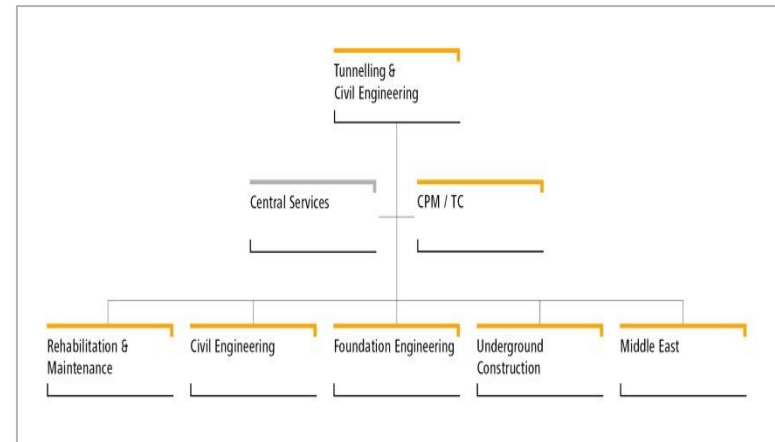 Tunnelling &
Civil Engineering
Central Services
CPM / TC
Rehabilitation &
Maintenance
Civil Engineering
Foundation Engineering
Underground
Construction
Middle East